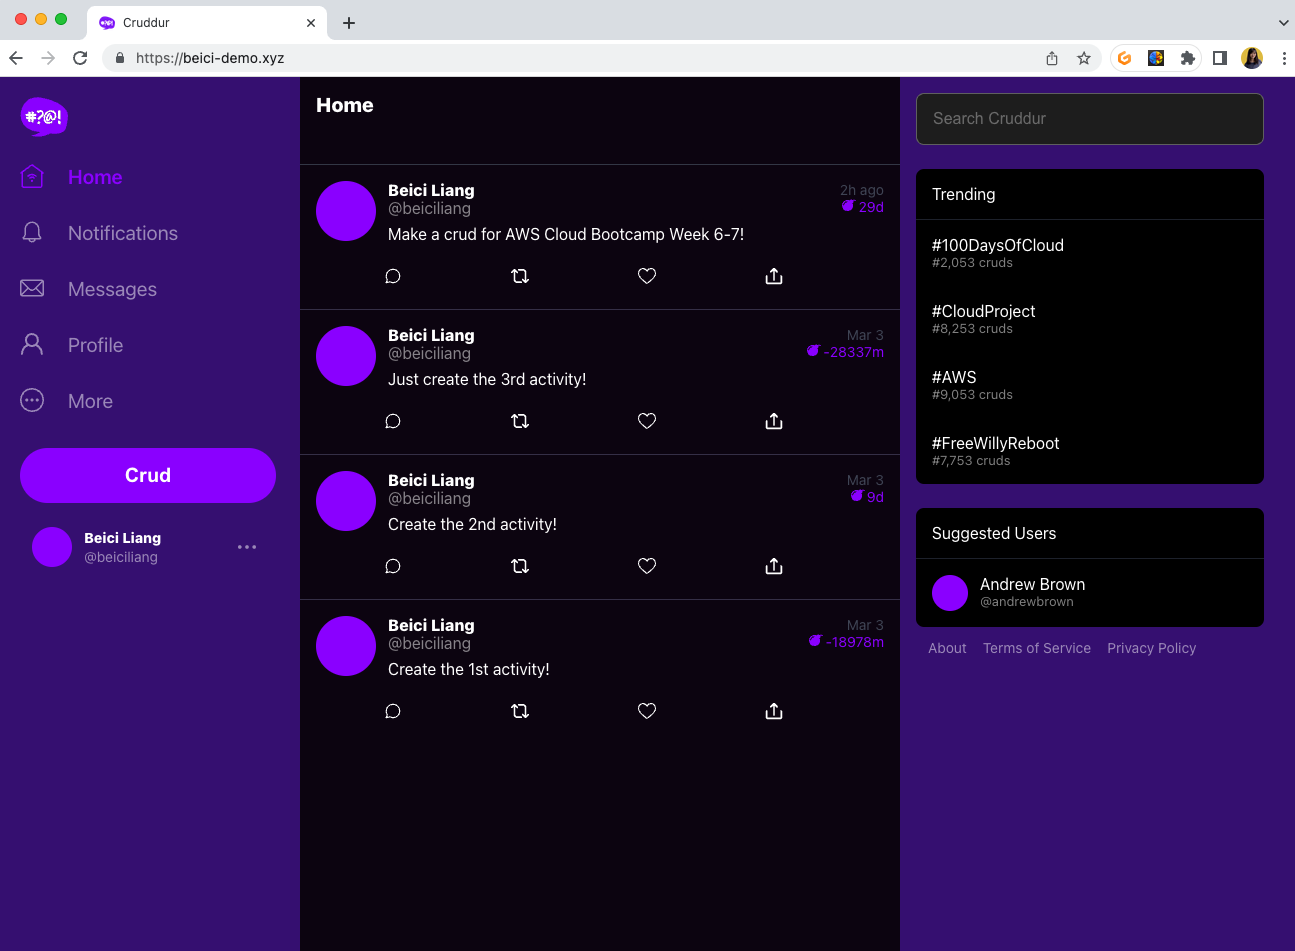 Cruddur
https://beici-demo.xyz
#?@!
Home
Notifications
Messages
Profile
More
Crud
Beici Liang
@beiciliang
Home
Beici Liang
2h ago
@beiciliang
29d
Make a crud for AWS Cloud Bootcamp Week 6-7!
Beici Liang
Mar 3
@beiciliang
-28337m
Just create the 3rd activity!
Beici Liang
Mar 3
@beiciliang
9d
Create the 2nd activity!
Beici Liang
Mar 3
@beiciliang
-18978m
Create the 1st activity!
Search Cruddur
Trending
#100DaysOfCloud
#2,053 cruds
#CloudProject
#8,253 cruds
#AWS
#9,053 cruds
#FreeWillyReboot
#7,753 cruds
Suggested Users
Andrew Brown
@andrewbrown
About Terms of Service Privacy Policy